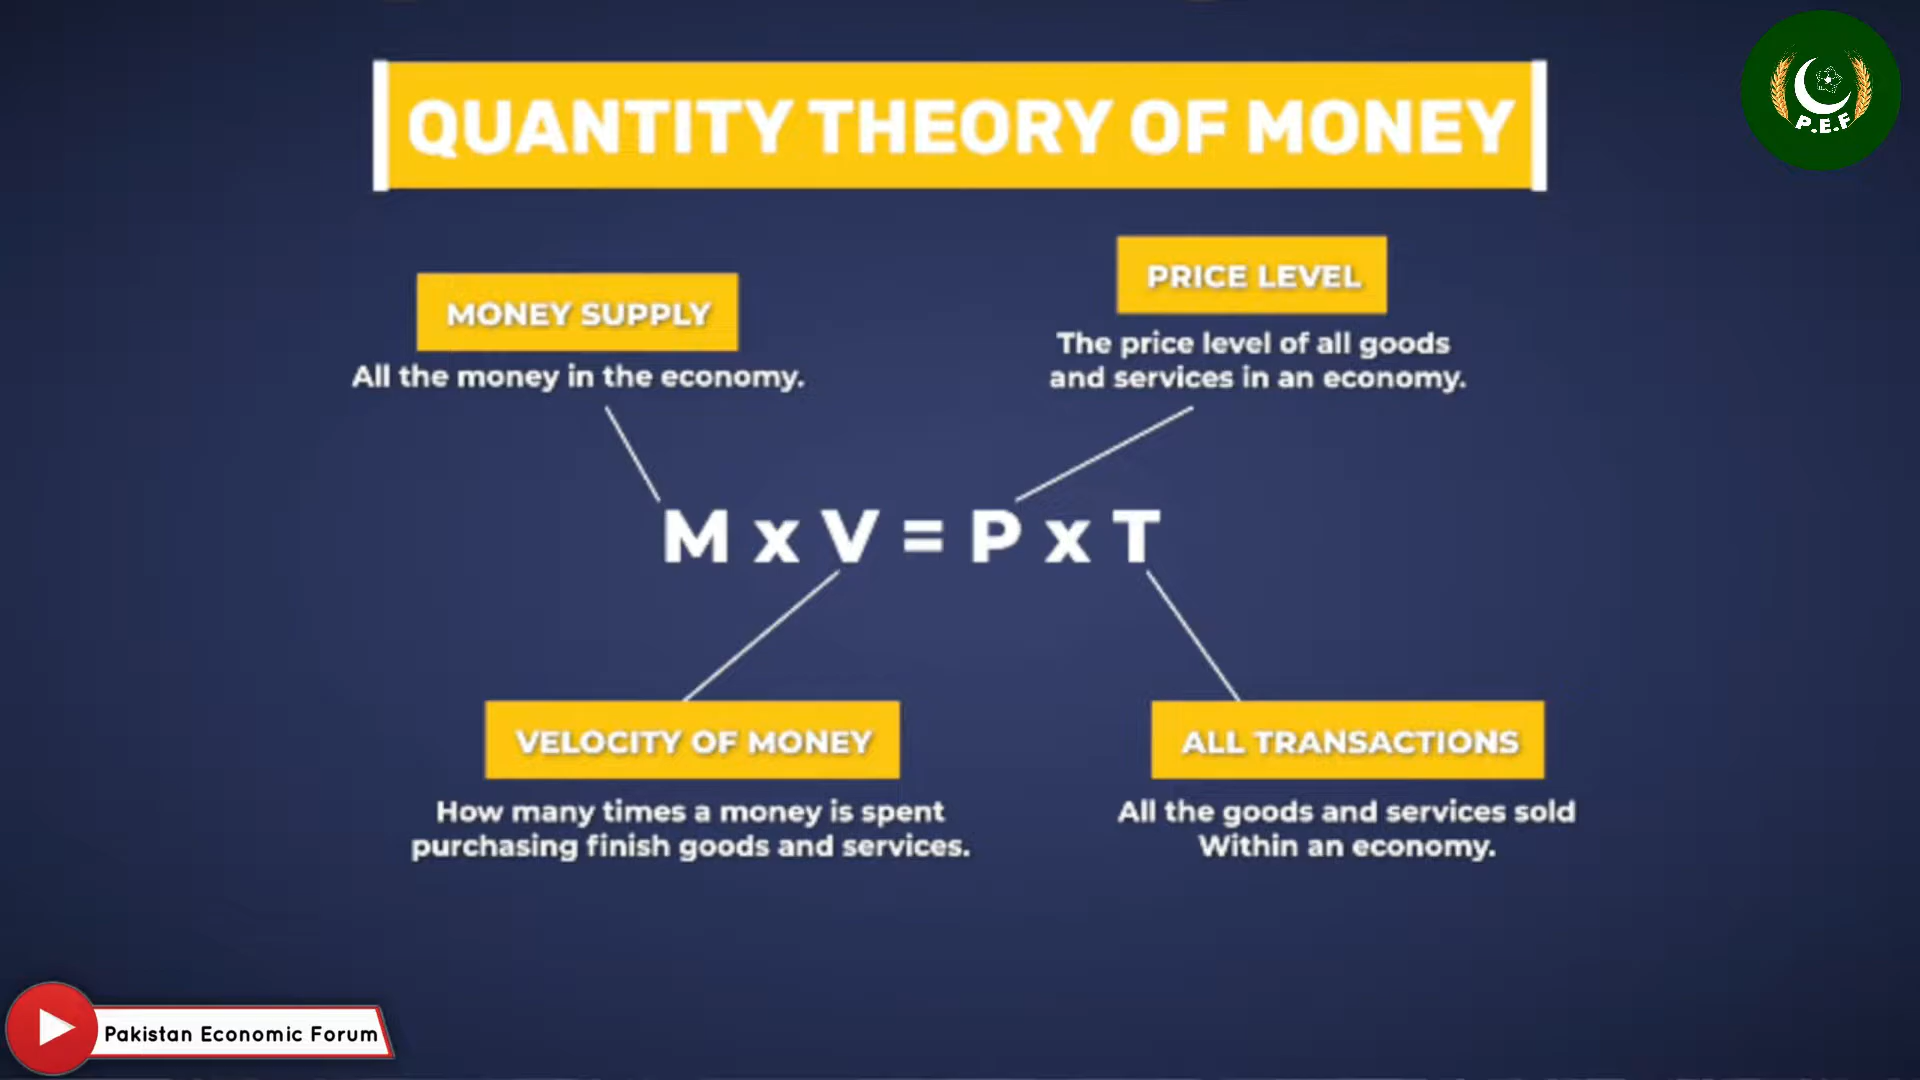 QUANTITY THEORY OF MONEY
P.E.F
MONEY SUPPLY
All the money in the economy.
PRICE LEVEL
The price level of all goods
and services in an economy.
M x V = P x T
VELOCITY OF MONEY
How many times a money is spent
purchasing finish goods and services.
ALL TRANSACTIONS
All the goods and services sold
Within an economy.
Pakistan Economic Forum